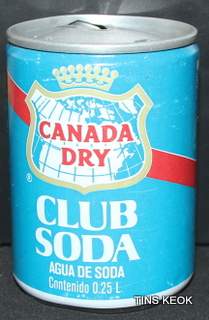 CANADA
DRY
®
CLUB
SODA
AGUA DE SODA
Contenido 0.25 L.
TINS KEOK